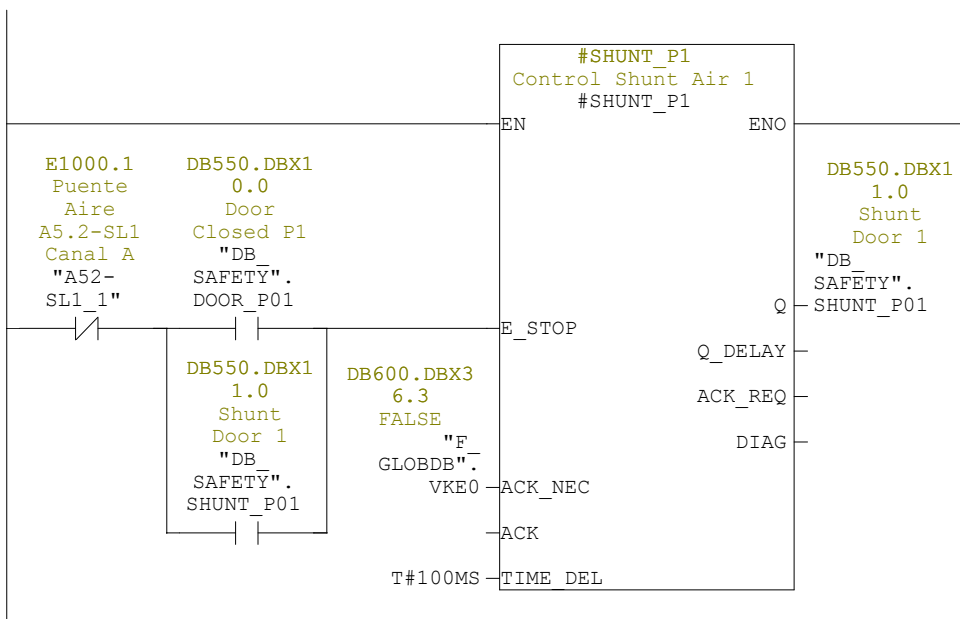 #SHUNT_P1
Control Shunt Air 1
#SHUNT_P1
EN
ENO
E1000.1
Puente
Aire
A5.2-SL1
Canal A
"A52-
SL1_1"
DB550.DBX1
0.0
Door
Closed P1
"DB_
SAFETY".
DOOR_P01
DB550.DBX1
1.0
Shunt
Door 1
"DB_
SAFETY".
SHUNT_P01
Q
E_STOP
Q_DELAY
DB550.DBX1
1.0
Shunt
Door 1
"DB_
SAFETY".
SHUNT_P01
DB600.DBX3
6.3
FALSE
"F_
GLOBDB".
VKE0
ACK_NEC
ACK_REQ
DIAG
ACK
T#100MS
TIME_DEL